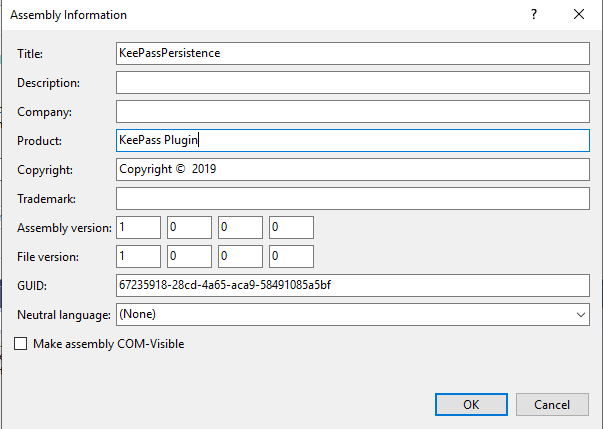 Assembly Information
Title: KeePassPersistence
Description:
Company:
Product: KeePass Plugin
Copyright: Copyright © 2019
Trademark:
Assembly version: 1 0 0 0
File version: 1 0 0 0
GUID: 67235918-28cd-4a65-aca9-58491085a5bf
Neutral language: (None)
Make assembly COM-Visible
OK Cancel